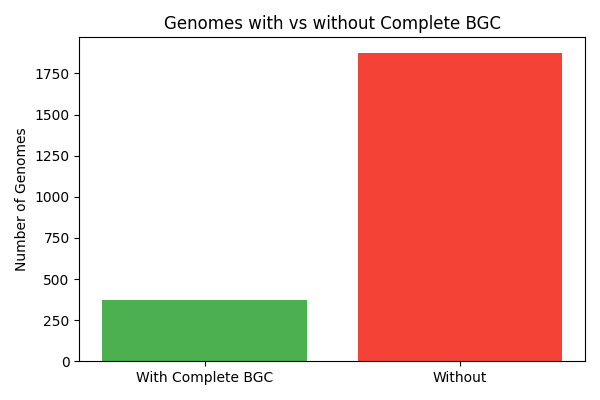 Genomes with vs without Complete BGC
Number of Genomes
1750
1500
1250
1000
750
500
250
0
With Complete BGC
Without